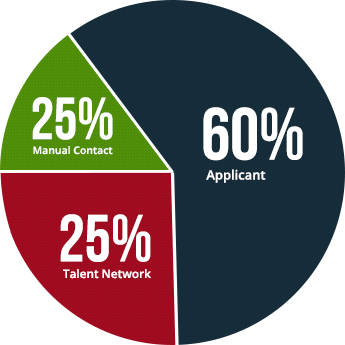 25%
Manual Contact
60%
Applicant
25%
Talent Network